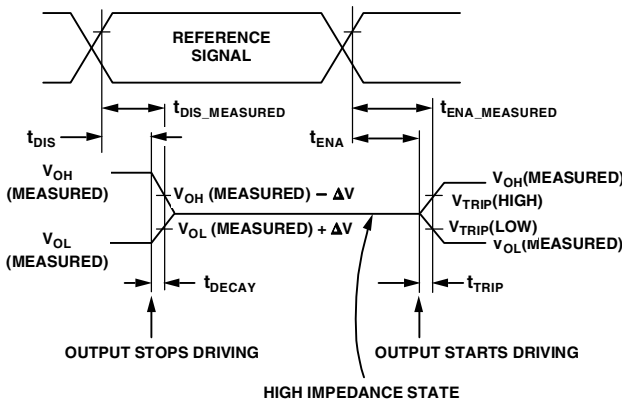 REFERENCE
SIGNAL
tDIS_MEASURED
tENA_MEASURED
tDIS
tENA
VOH
(MEASURED)
VOH (MEASURED) – ΔV
VOH(MEASURED)
VTRIP(HIGH)
VOL
(MEASURED)
VOL (MEASURED) + ΔV
VTRIP(LOW)
VOL(MEASURED)
tDECAY
tTRIP
OUTPUT STOPS DRIVING
OUTPUT STARTS DRIVING
HIGH IMPEDANCE STATE